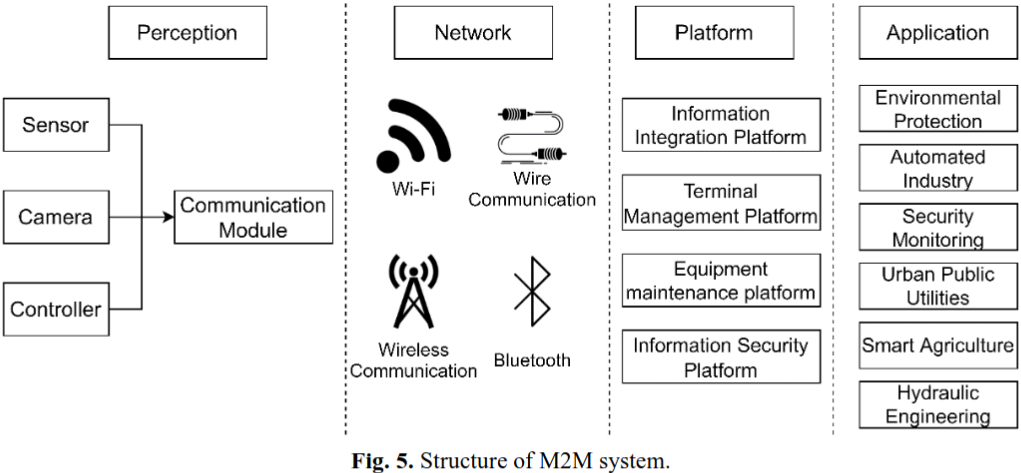 Perception
Network
Platform
Application
Sensor
Camera
Controller
Communication
Module
Wi-Fi
Wire
Communication
Wireless
Communication
Bluetooth
Information
Integration Platform
Terminal
Management Platform
Equipment
maintenance platform
Information Security
Platform
Environmental
Protection
Automated
Industry
Security
Monitoring
Urban Public
Utilities
Smart Agriculture
Hydraulic
Engineering
Fig. 5. Structure of M2M system.